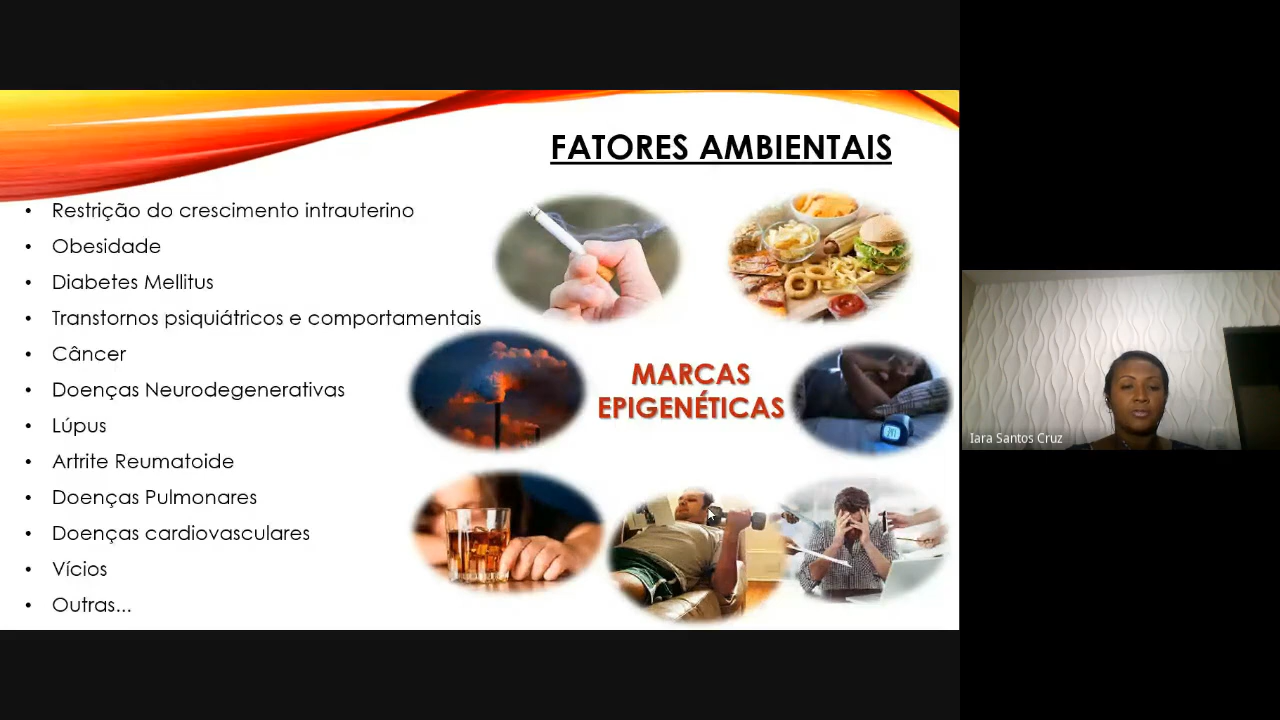 FATORES AMBIENTAIS
• Restrição do crescimento intrauterino
• Obesidade
• Diabetes Mellitus
• Transtornos psiquiátricos e comportamentais
• Câncer
• Doenças Neurodegenerativas
• Lúpus
• Artrite Reumatoide
• Doenças Pulmonares
• Doenças cardiovasculares
• Vícios
• Outras...
MARCAS
EPIGENÉTICAS
Iara Santos Cruz